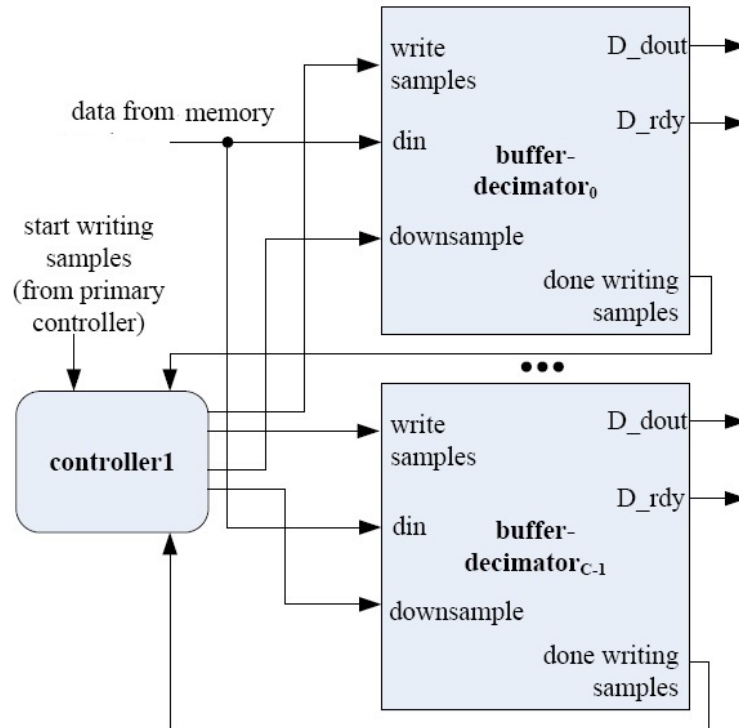 write
samples
D_dout
data from memory
D_rdy
din
buffer-
decimator0
start writing
samples
(from primary
controller)
downsample
done writing
samples
controller1
write
samples
D_dout
D_rdy
din
buffer-
decimatorC-1
downsample
done writing
samples